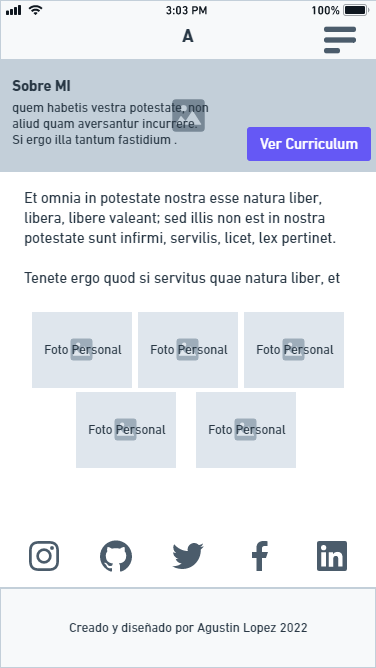 3:03 PM
100%
A
Sobre MI
quem habetis vestra potestate, non
aliud quam aversantur incurrere.
Si ergo illa tantum fastidium .
Ver Curriculum
Et omnia in potestate nostra esse natura liber,
libera, libere valeant; sed illis non est in nostra
potestate sunt infirmi, servilis, licet, lex pertinet.
Tenete ergo quod si servitus quae natura liber, et
Foto Personal
Foto Personal
Foto Personal
Foto Personal
Foto Personal
in
Creado y diseñado por Agustin Lopez 2022